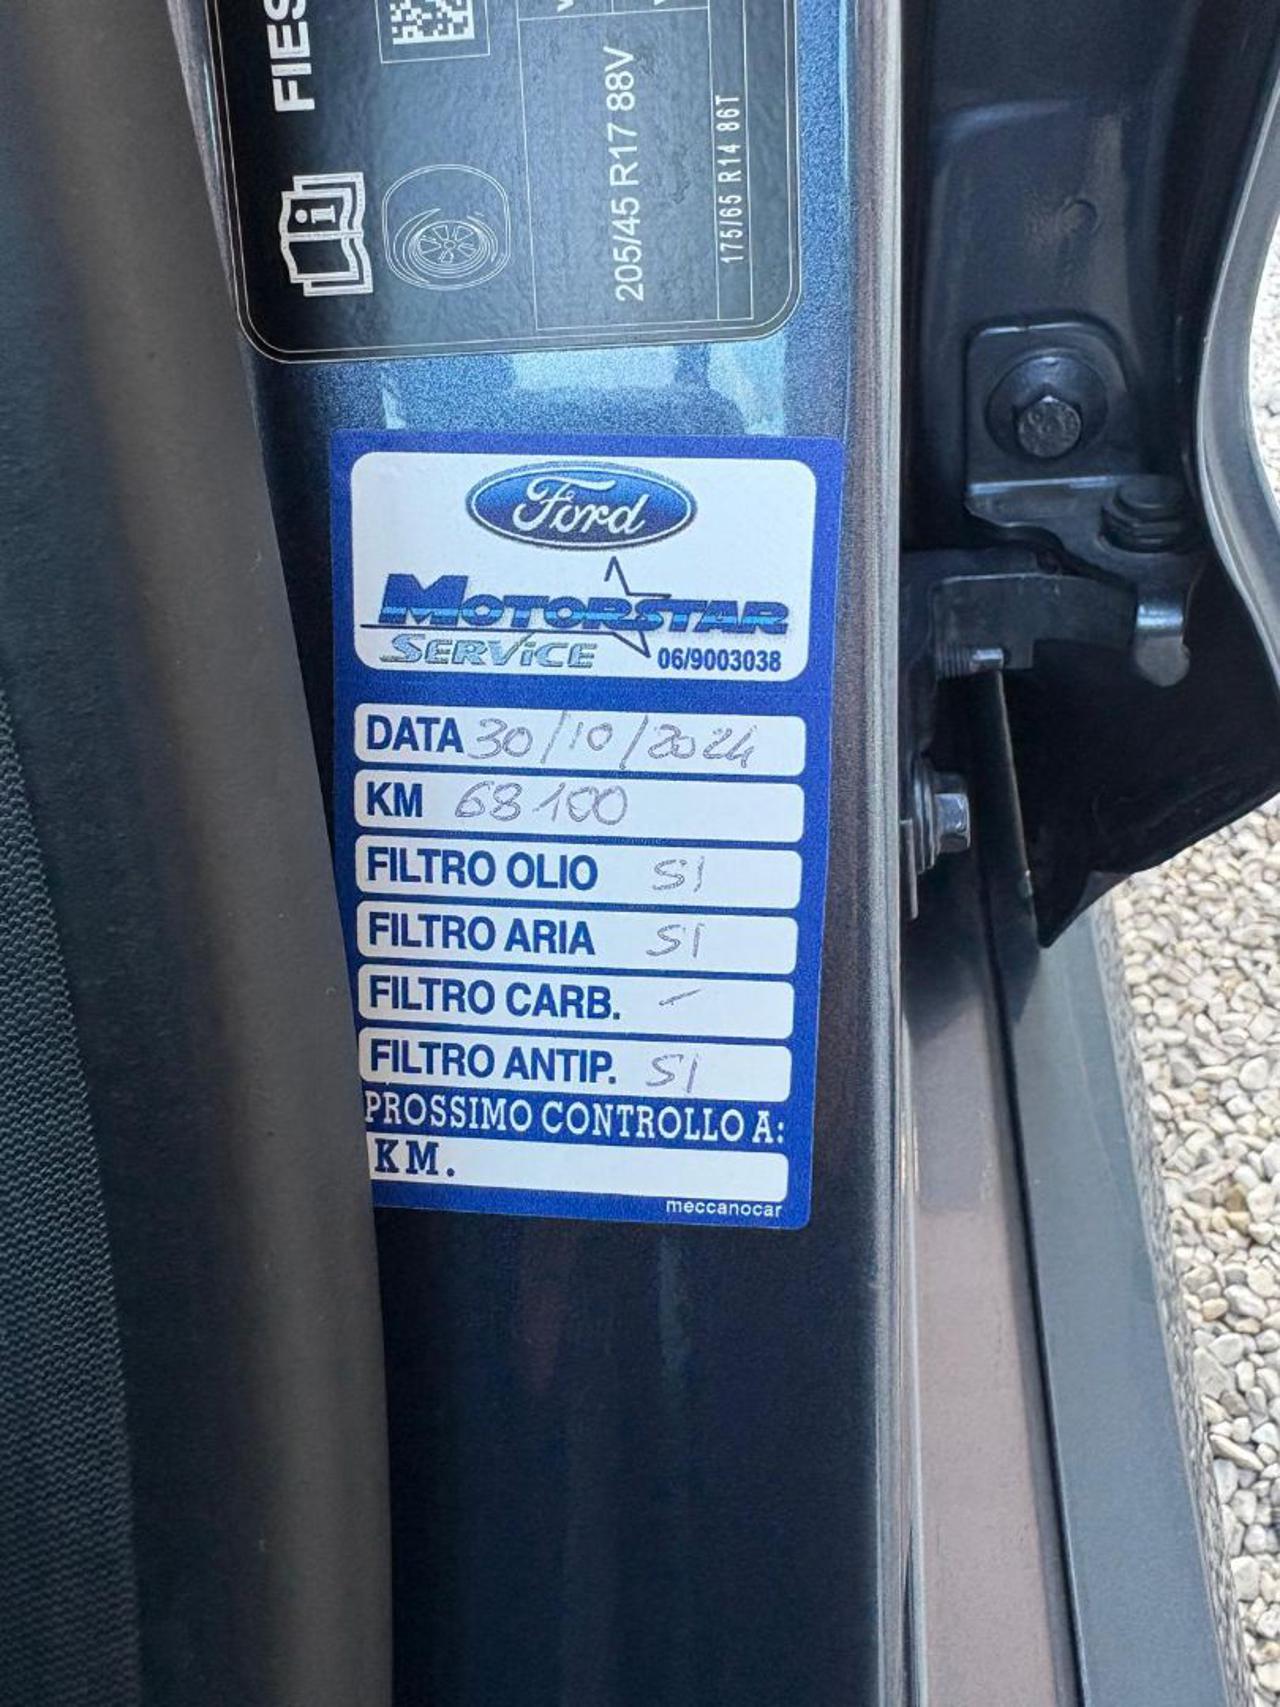 FIES
205/45 R17 88V
175/65 R14 86T
Ford
MOTORSTAR
SERVICE
06/9003038
DATA 30/10/2024
KM 68100
FILTRO OLIO SI
FILTRO ARIA SI
FILTRO CARB. -
FILTRO ANTIP. SI
PROSSIMO CONTROLLO A:
KM.
meccanocar